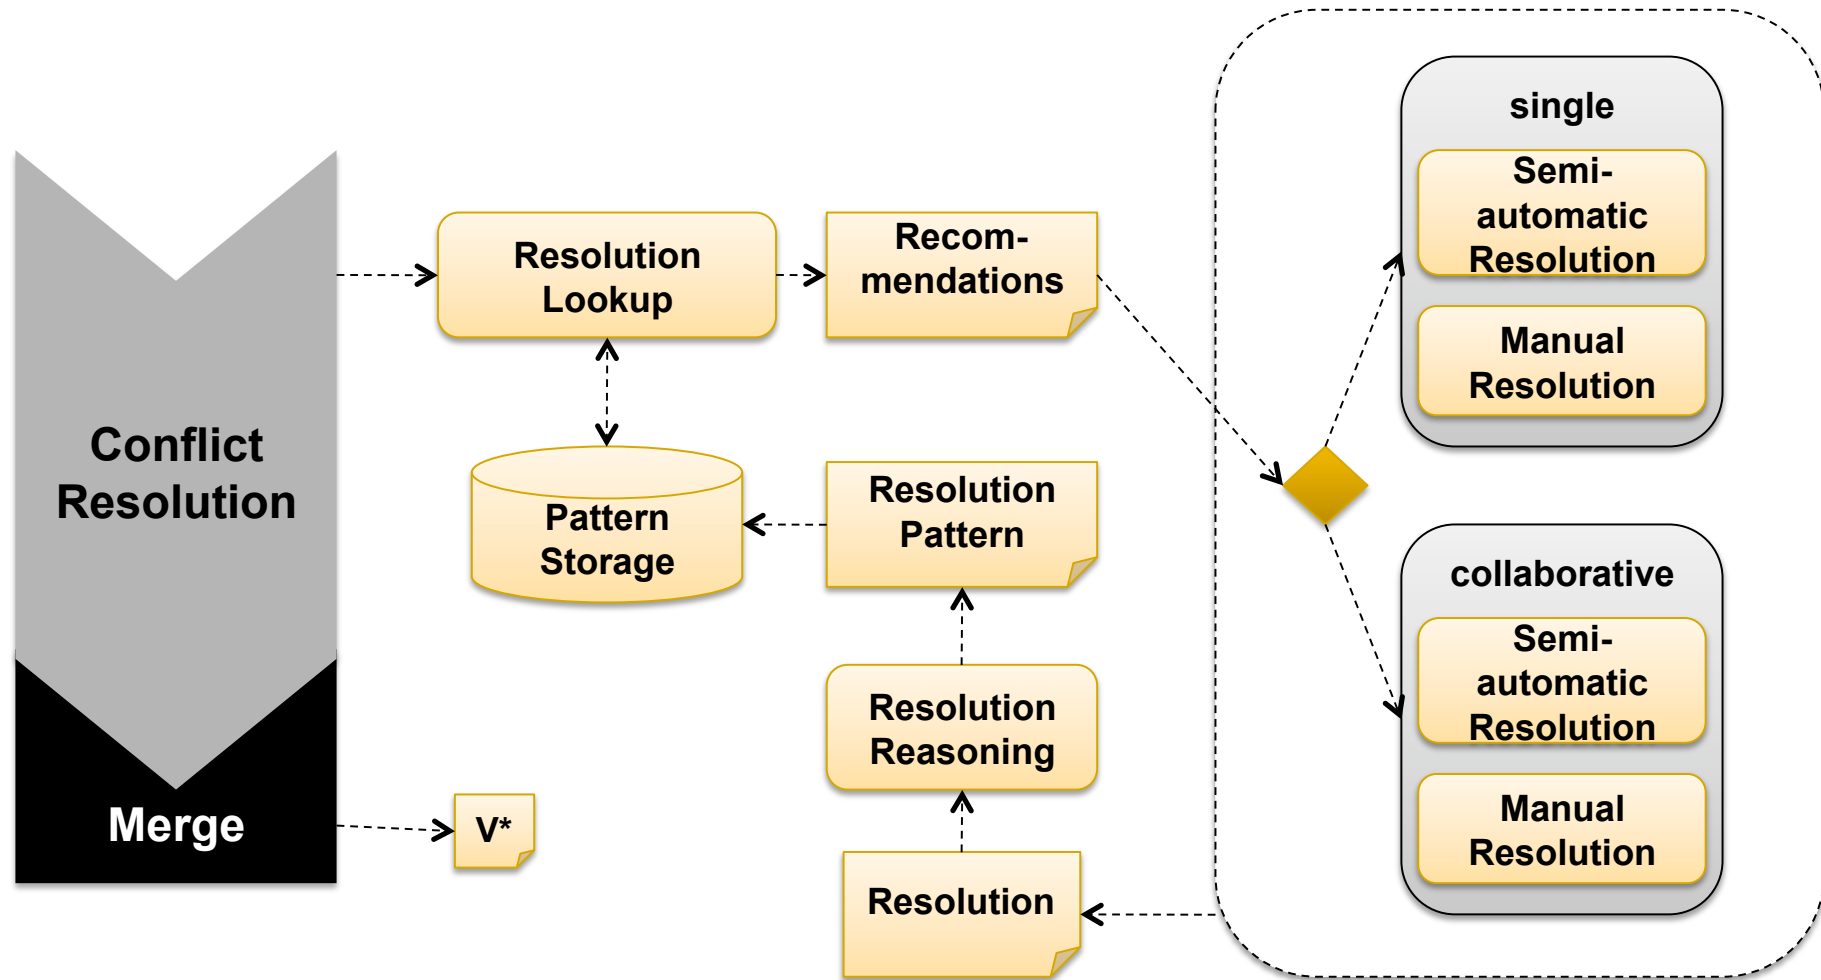 Conflict
Resolution
Merge
Resolution
Lookup
Recom-
mendations
Pattern
Storage
Resolution
Pattern
Resolution
Reasoning
V*
Resolution
single
Semi-
automatic
Resolution
Manual
Resolution
collaborative
Semi-
automatic
Resolution
Manual
Resolution